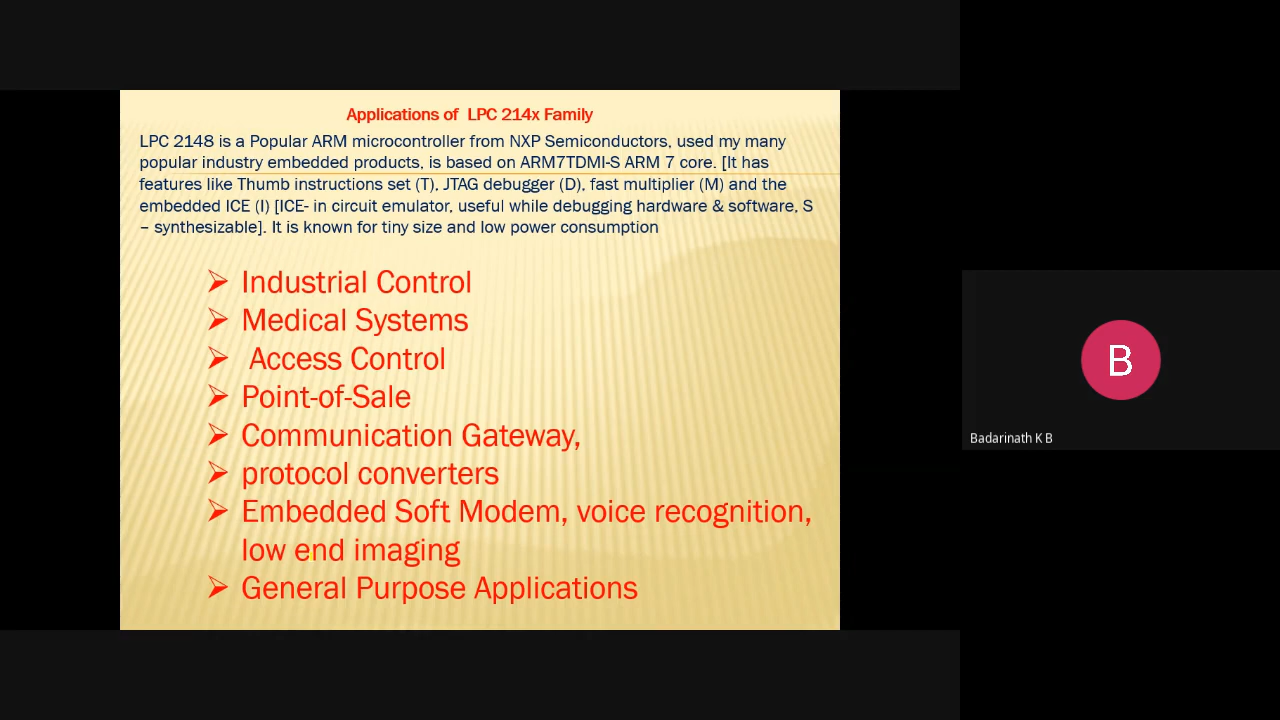 Applications of LPC 214x Family
LPC 2148 is a Popular ARM microcontroller from NXP Semiconductors, used my many
popular industry embedded products, is based on ARM7TDMI-S ARM 7 core. [It has
features like Thumb instructions set (T), JTAG debugger (D), fast multiplier (M) and the
embedded ICE (I) [ICE- in circuit emulator, useful while debugging hardware & software, S
– synthesizable]. It is known for tiny size and low power consumption
➢ Industrial Control
➢ Medical Systems
➢ Access Control
➢ Point-of-Sale
➢ Communication Gateway,
➢ protocol converters
➢ Embedded Soft Modem, voice recognition,
low end imaging
➢ General Purpose Applications
B
Badarinath K B